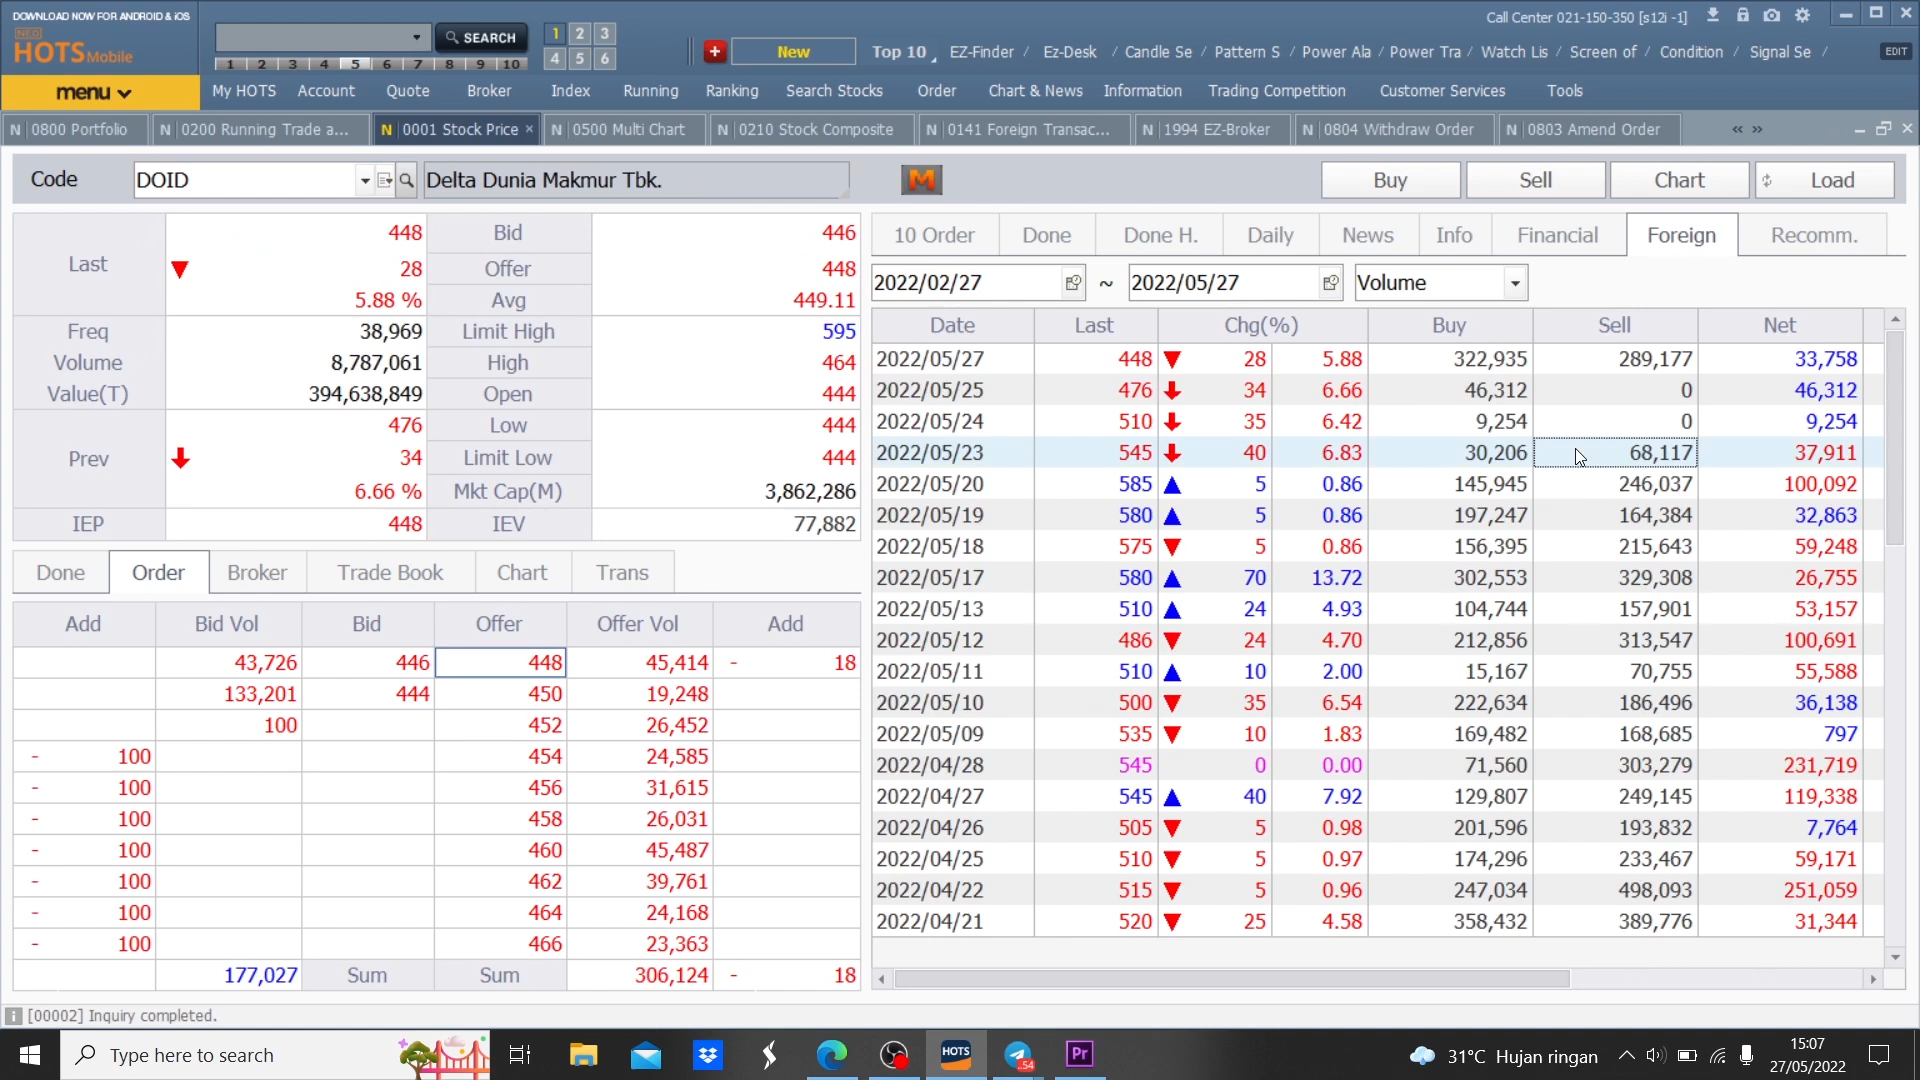 DOWNLOAD NOW FOR ANDROID & iOS
NEO
HOTS Mobile
menu
SEARCH
1 2 3 4 5 6 7 8 9 10
1 2 3
4 5 6
New
Top 10
EZ-Finder / Ez-Desk / Candle Se / Pattern S / Power Ala / Power Tra / Watch Lis / Screen of / Condition / Signal Se /
EDIT
Call Center 021-150-350 [s12i -1]
My HOTS Account Quote Broker Index Running Ranking Search Stocks Order Chart & News Information Trading Competition Customer Services Tools
N 0800 Portfolio N 0200 Running Trade a... N 0001 Stock Price × N 0500 Multi Chart N 0210 Stock Composite N 0141 Foreign Transac... N 1994 EZ-Broker N 0804 Withdraw Order N 0803 Amend Order « »
Code DOID Delta Dunia Makmur Tbk. M Buy Sell Chart Load
Last 448 Bid 446
28 Offer 448
5.88 % Avg 449.11
Freq 38,969 Limit High 595
Volume 8,787,061 High 464
Value(T) 394,638,849 Open 444
Prev 476 Low 444
34 Limit Low 444
6.66 % Mkt Cap(M) 3,862,286
IEP 448 IEV 77,882
Done Order Broker Trade Book Chart Trans
Add Bid Vol Bid Offer Offer Vol Add
43,726 446 448 45,414 - 18
133,201 444 450 19,248
100 452 26,452
- 100 454 24,585
- 100 456 31,615
- 100 458 26,031
- 100 460 45,487
- 100 462 39,761
- 100 464 24,168
- 100 466 23,363
177,027 Sum Sum 306,124 - 18
10 Order Done Done H. Daily News Info Financial Foreign Recomm.
2022/02/27 ~ 2022/05/27 Volume
Date Last Chg(%) Buy Sell Net
2022/05/27 448 28 5.88 322,935 289,177 33,758
2022/05/25 476 34 6.66 46,312 0 46,312
2022/05/24 510 35 6.42 9,254 0 9,254
2022/05/23 545 40 6.83 30,206 68,117 37,911
2022/05/20 585 5 0.86 145,945 246,037 100,092
2022/05/19 580 5 0.86 197,247 164,384 32,863
2022/05/18 575 5 0.86 156,395 215,643 59,248
2022/05/17 580 70 13.72 302,553 329,308 26,755
2022/05/13 510 24 4.93 104,744 157,901 53,157
2022/05/12 486 24 4.70 212,856 313,547 100,691
2022/05/11 510 10 2.00 15,167 70,755 55,588
2022/05/10 500 35 6.54 222,634 186,496 36,138
2022/05/09 535 10 1.83 169,482 168,685 797
2022/04/28 545 0 0.00 71,560 303,279 231,719
2022/04/27 545 40 7.92 129,807 249,145 119,338
2022/04/26 505 5 0.98 201,596 193,832 7,764
2022/04/25 510 5 0.97 174,296 233,467 59,171
2022/04/22 515 5 0.96 247,034 498,093 251,059
2022/04/21 520 25 4.58 358,432 389,776 31,344
[00002] Inquiry completed.
Type here to search
HOTS
54
Pr
31°C Hujan ringan
15:07
27/05/2022